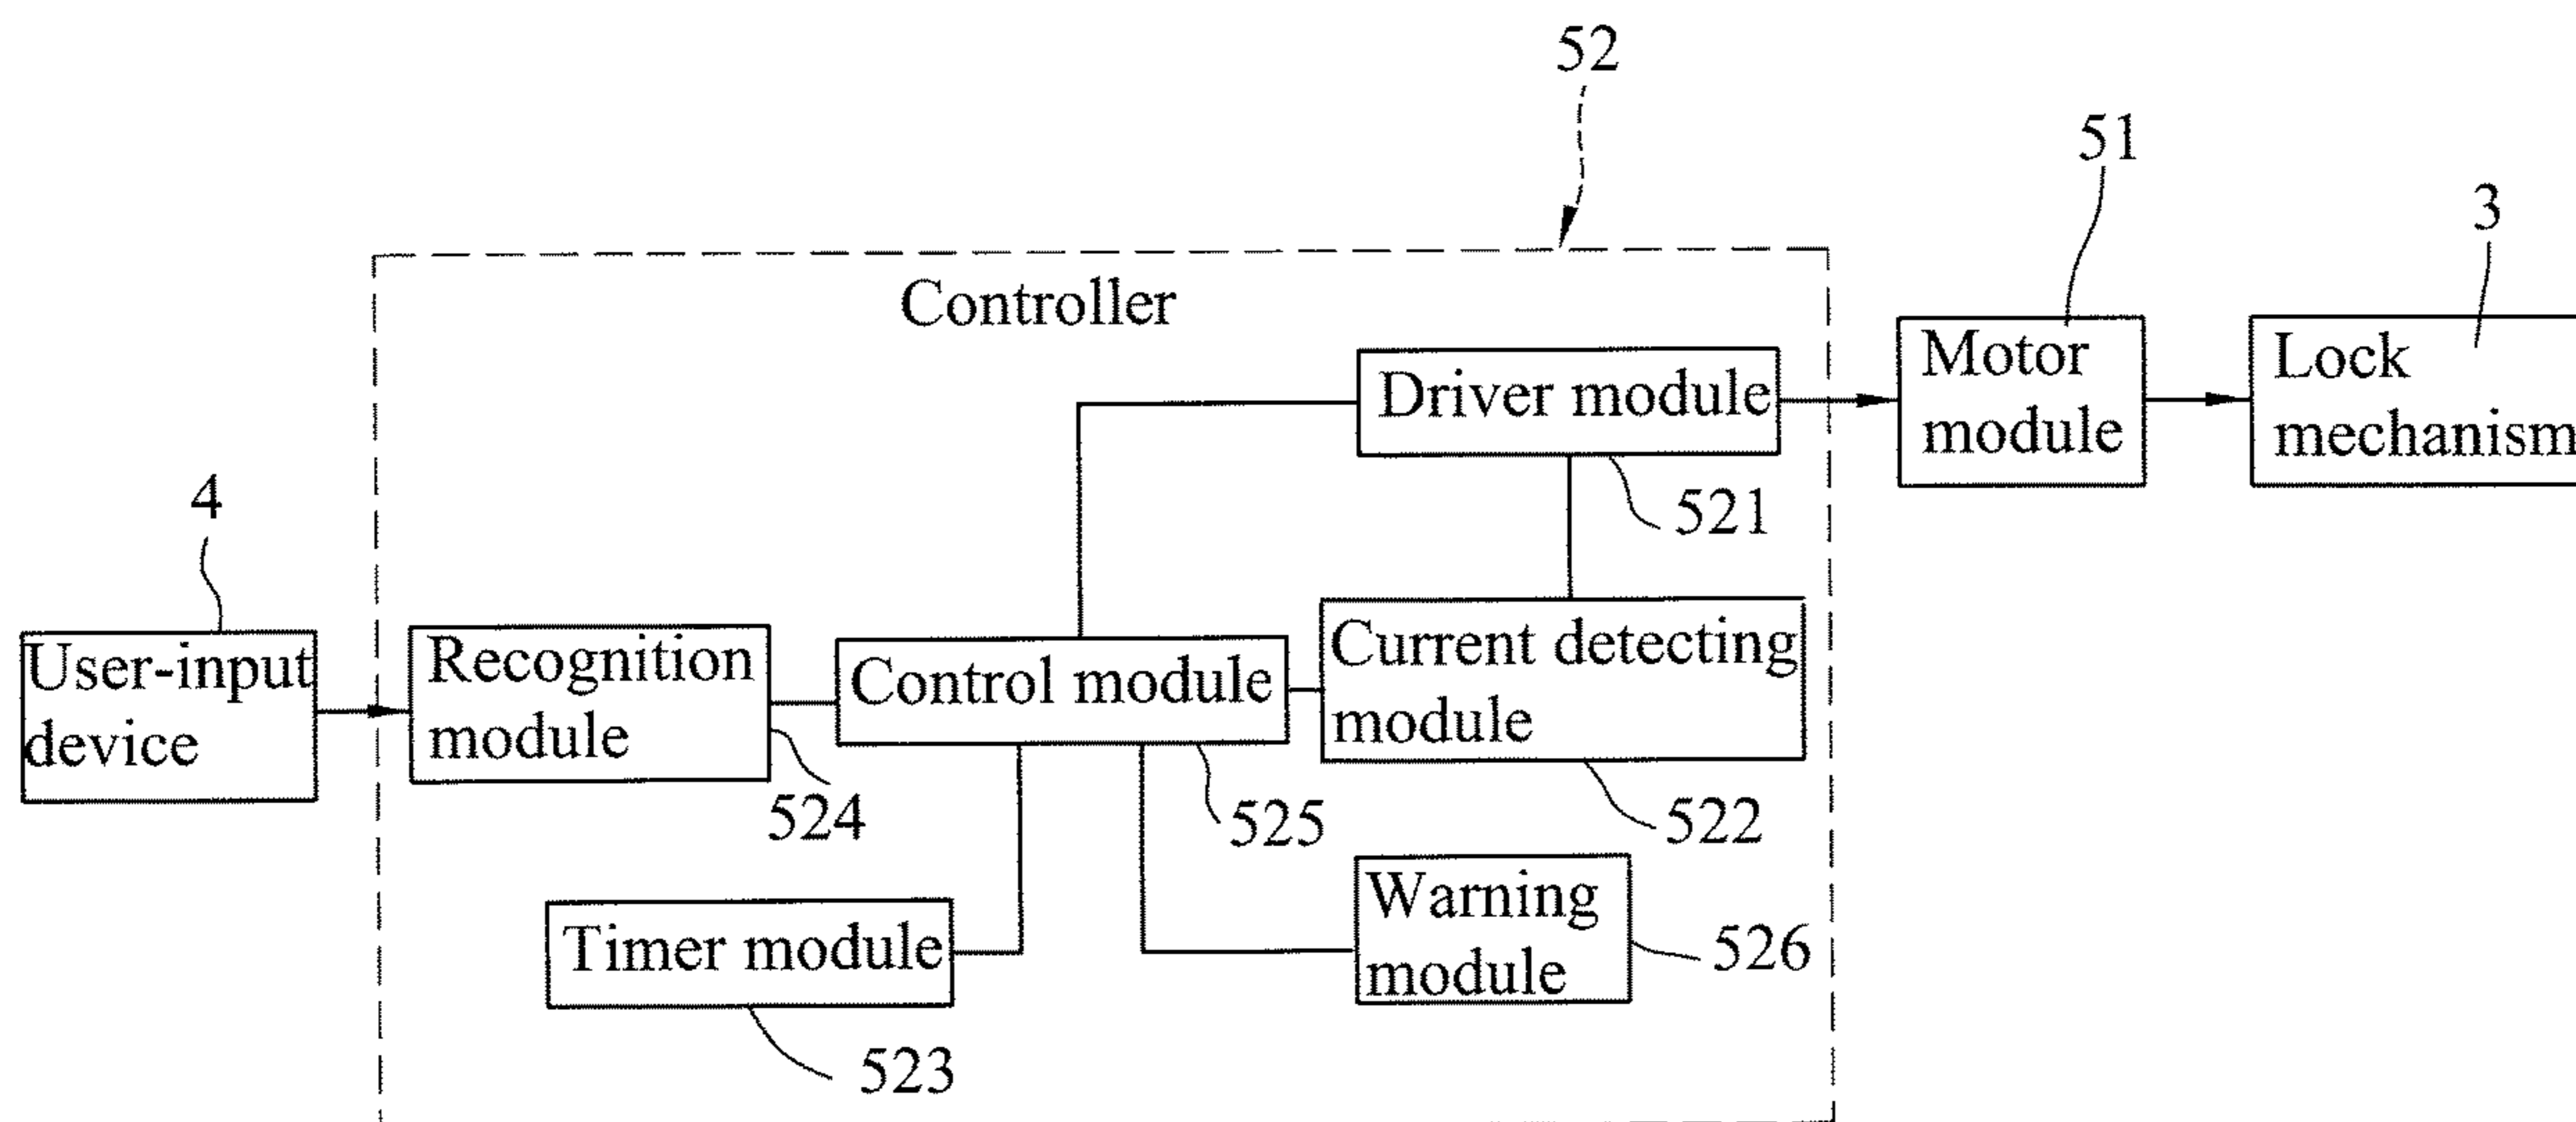 52
51
3
Controller
Driver module
Motor
module
Lock
mechanism
521
4
User-input
device
Recognition
module
Control module
Current detecting
module
524
525
522
Timer module
Warning
module
526
523